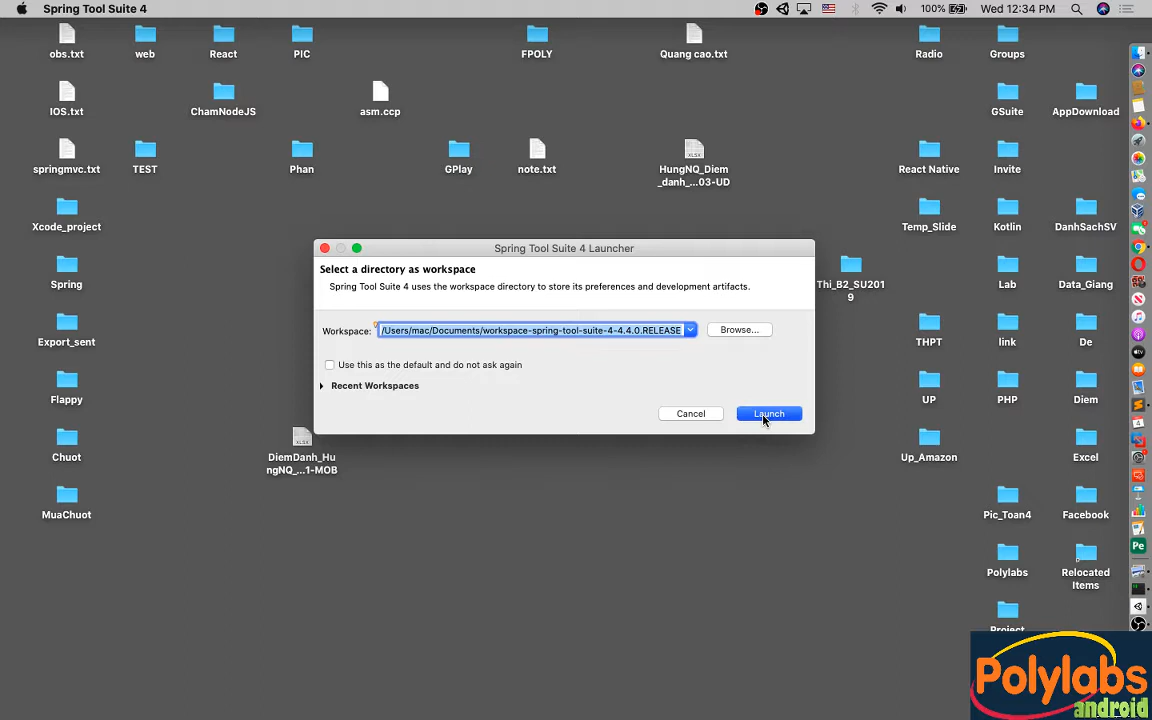 Spring Tool Suite 4
100%
Wed 12:34 PM
obs.txt
web
React
PIC
FPOLY
Quang cao.txt
Radio
Groups
IOS.txt
ChamNodeJS
asm.ccp
GSuite
AppDownload
springmvc.txt
TEST
Phan
GPlay
note.txt
XLSX
HungNQ_Diem
_danh_...03-UD
React Native
Invite
Xcode_project
Temp_Slide
Kotlin
DanhSachSV
Spring Tool Suite 4 Launcher
Select a directory as workspace
Spring Tool Suite 4 uses the workspace directory to store its preferences and development artifacts.
Workspace:
/Users/mac/Documents/workspace-spring-tool-suite-4-4.4.0.RELEASE
Browse...
Use this as the default and do not ask again
Recent Workspaces
Cancel
Launch
Spring
Thi_B2_SU201
9
Lab
Data_Giang
Export_sent
THPT
link
De
Flappy
UP
PHP
Diem
Chuot
XLSX
DiemDanh_Hu
ngNQ_...1-MOB
Up_Amazon
Excel
MuaChuot
Pic_Toan4
Facebook
Pe
Polylabs
Relocated
Items
Project
Polylabs
android